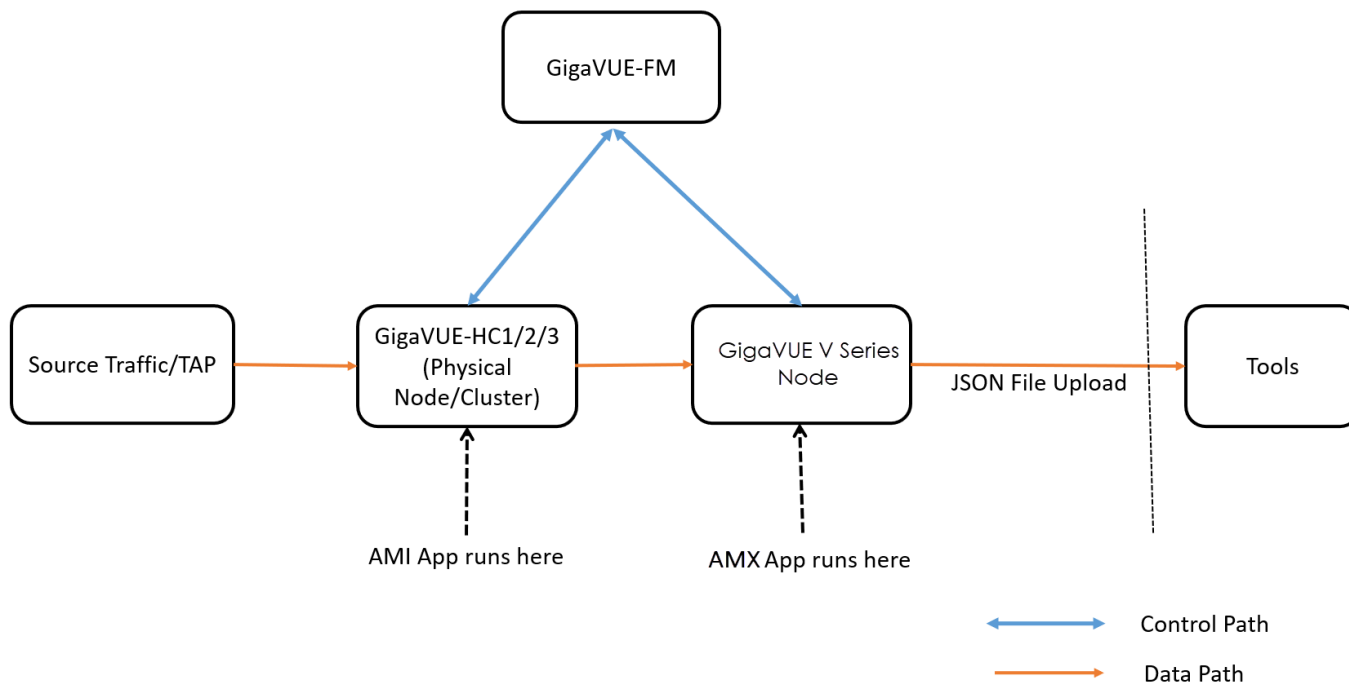 GigaVUE-FM
Source Traffic/TAP
GigaVUE-HC1/2/3
(Physical
Node/Cluster)
GigaVUE V Series
Node
JSON File Upload
Tools
AMI App runs here
AMX App runs here
Control Path
Data Path